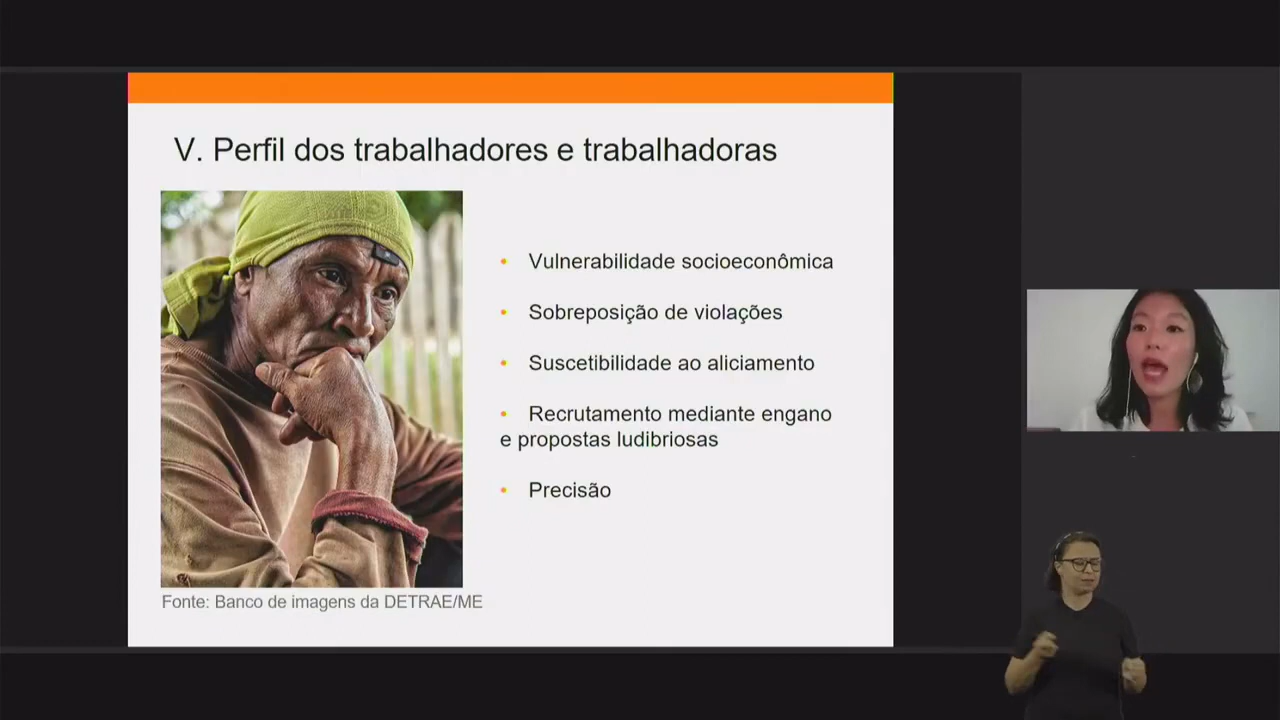 V. Perfil dos trabalhadores e trabalhadoras
• Vulnerabilidade socioeconômica
• Sobreposição de violações
• Suscetibilidade ao aliciamento
• Recrutamento mediante engano
e propostas ludibriosas
• Precisão
Fonte: Banco de imagens da DETRAE/ME